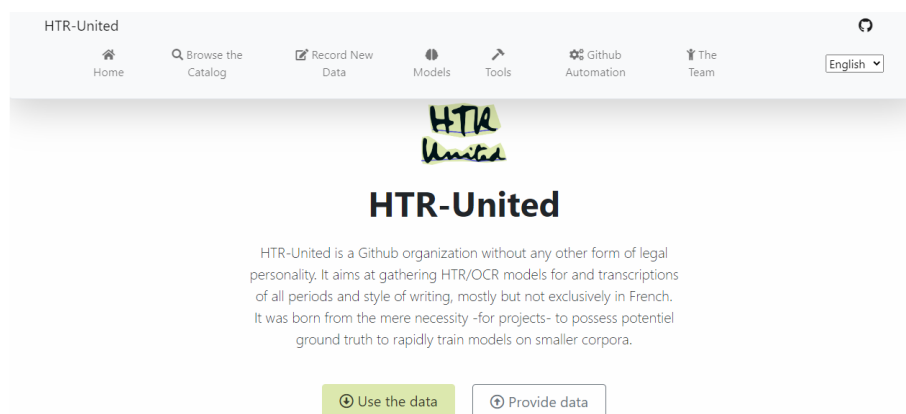 HTR-United
Home
Browse the
Catalog
Record New
Data
Models
Tools
Github
Automation
The
Team
English
HTR
United
HTR-United
HTR-United is a Github organization without any other form of legal
personality. It aims at gathering HTR/OCR models for and transcriptions
of all periods and style of writing, mostly but not exclusively in French.
It was born from the mere necessity -for projects- to possess potentiel
ground truth to rapidly train models on smaller corpora.
Use the data
Provide data